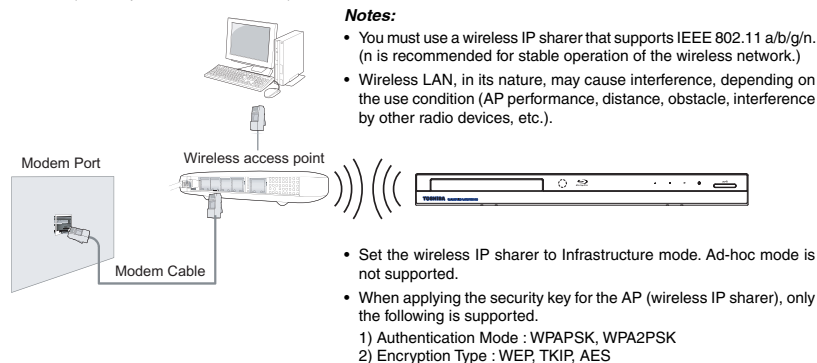 Notes:
• You must use a wireless IP sharer that supports IEEE 802.11 a/b/g/n.
(n is recommended for stable operation of the wireless network.)
• Wireless LAN, in its nature, may cause interference, depending on
the use condition (AP performance, distance, obstacle, interference
by other radio devices, etc.).
Modem Port
Wireless access point
TOSHIBA
Modem Cable
• Set the wireless IP sharer to Infrastructure mode. Ad-hoc mode is
not supported.
• When applying the security key for the AP (wireless IP sharer), only
the following is supported.
1) Authentication Mode : WPAPSK, WPA2PSK
2) Encryption Type : WEP, TKIP, AES